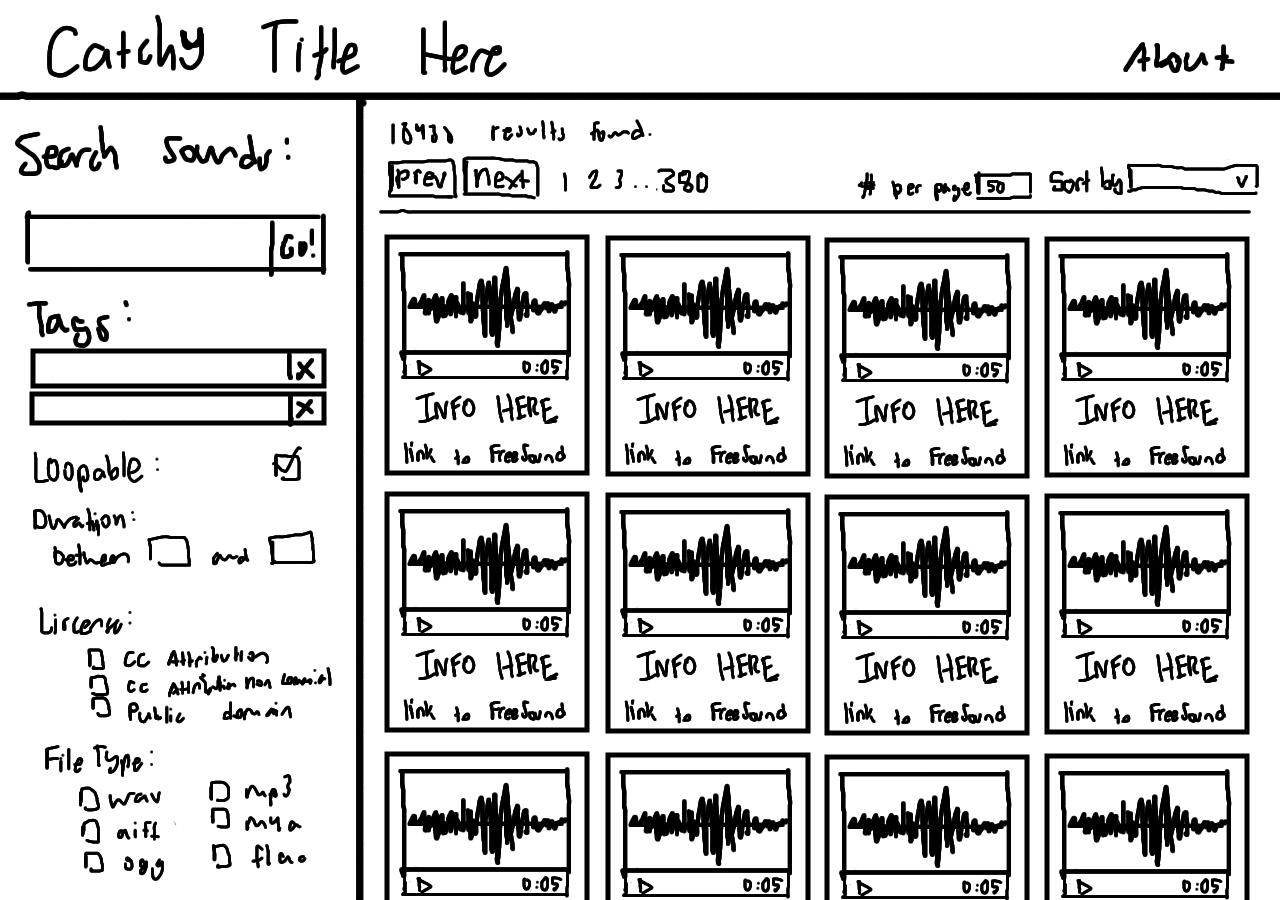 Catchy Title Here
About
Search Sounds:
Go!
Tags:
X
X
Loopable:
Duration:
between and
License:
CC Attribution
CC Attribution Non
Public domain
File Type:
wav mp3
aiff m4a
ogg flac
results found.
prev next 1 2 3...380
# per page 50 Sort by v
0:05 0:05 0:05 0:05
INFO HERE INFO HERE INFO HERE INFO HERE
link to FreeSound link to FreeSound link to FreeSound link to FreeSound
0:05 0:05 0:05 0:05
INFO HERE INFO HERE INFO HERE INFO HERE
link to FreeSound link to FreeSound link to FreeSound link to FreeSound
0:05 0:05 0:05 0:05